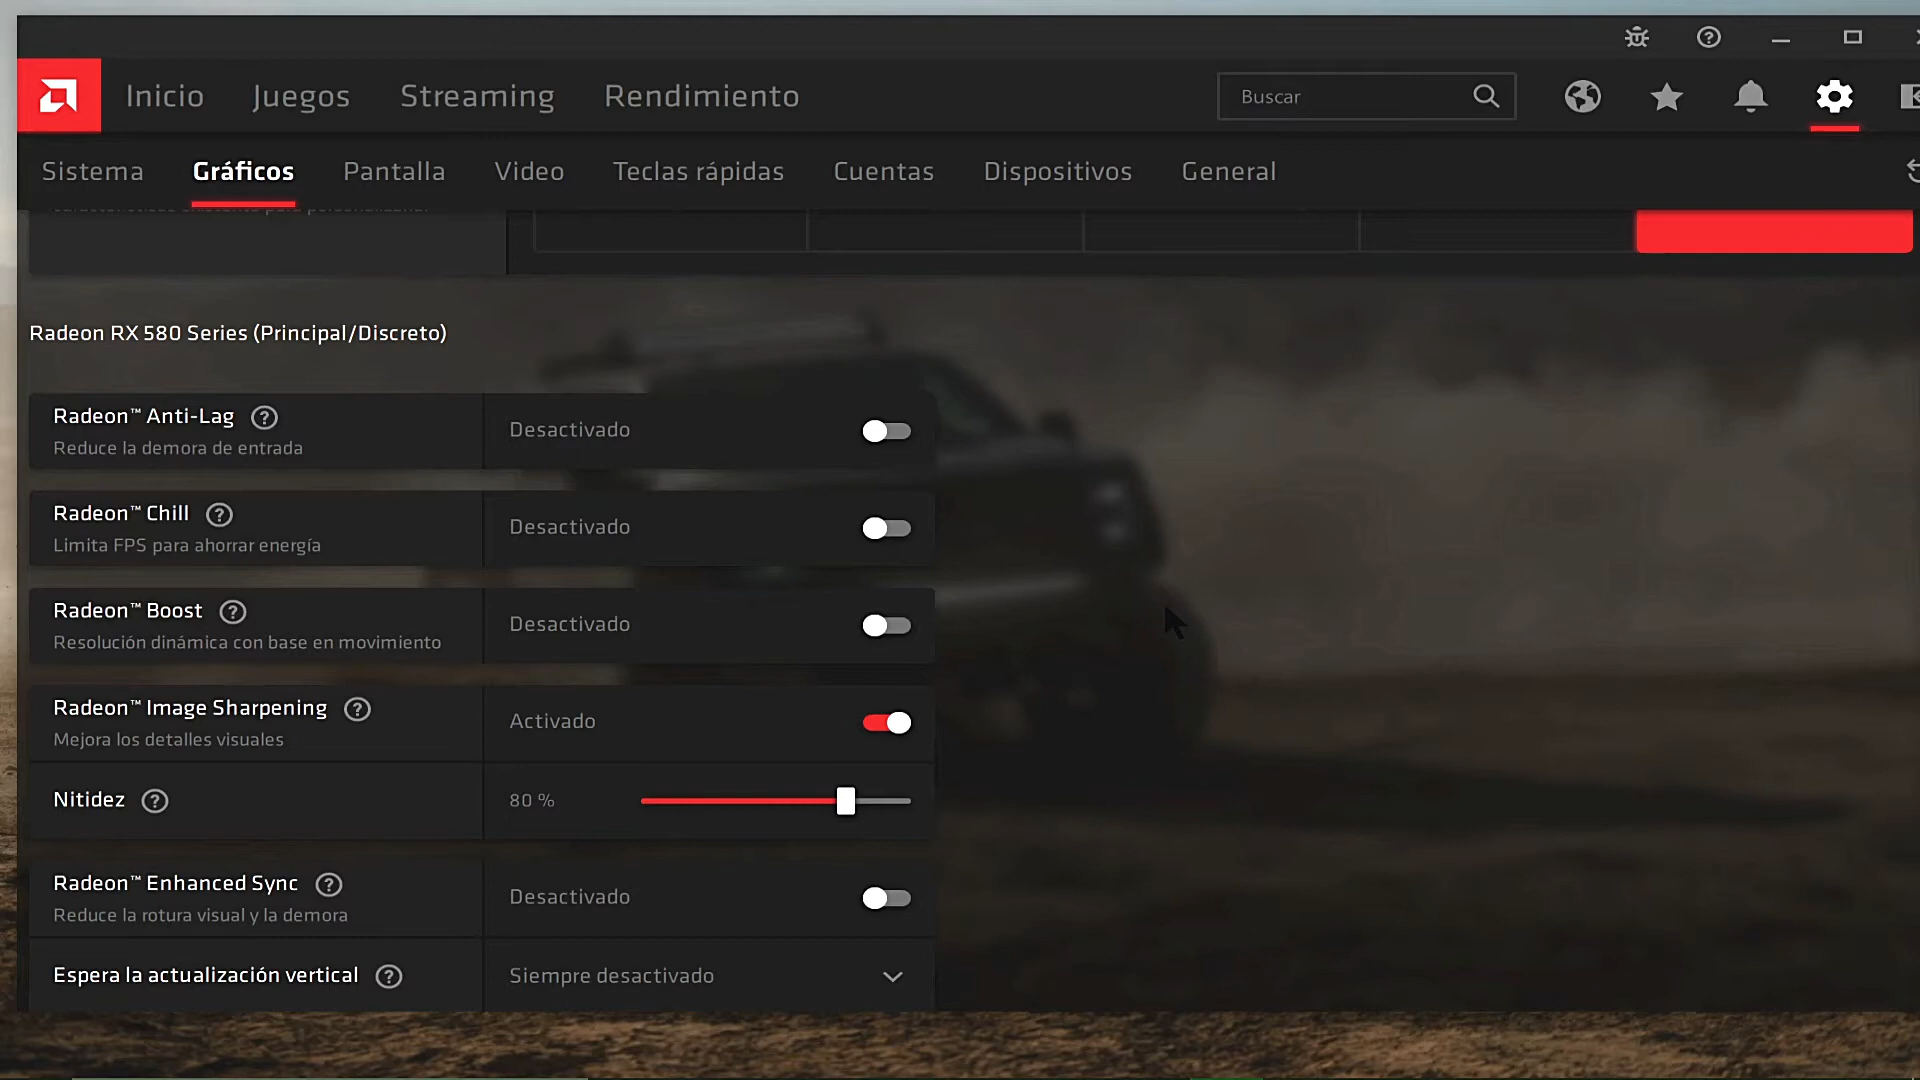 Inicio
Juegos
Streaming
Rendimiento
Buscar
Sistema
Gráficos
Pantalla
Video
Teclas rápidas
Cuentas
Dispositivos
General
Radeon RX 580 Series (Principal/Discreto)
Radeon™ Anti-Lag
Reduce la demora de entrada
Desactivado
Radeon™ Chill
Limita FPS para ahorrar energía
Desactivado
Radeon™ Boost
Resolución dinámica con base en movimiento
Desactivado
Radeon™ Image Sharpening
Mejora los detalles visuales
Activado
Nitidez
80 %
Radeon™ Enhanced Sync
Reduce la rotura visual y la demora
Desactivado
Espera la actualización vertical
Siempre desactivado